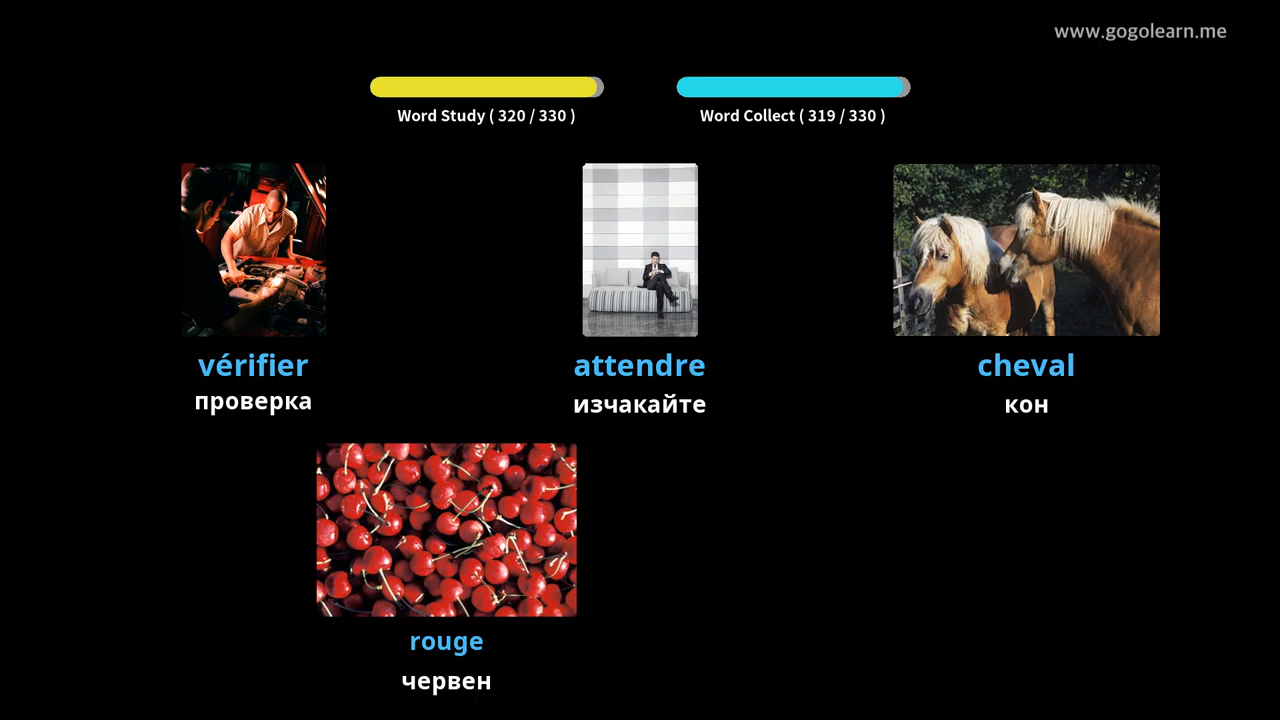 www.gogolearn.me
Word Study ( 320 / 330 )
Word Collect ( 319 / 330 )
vérifier
проверка
attendre
изчакайте
cheval
кон
rouge
червен